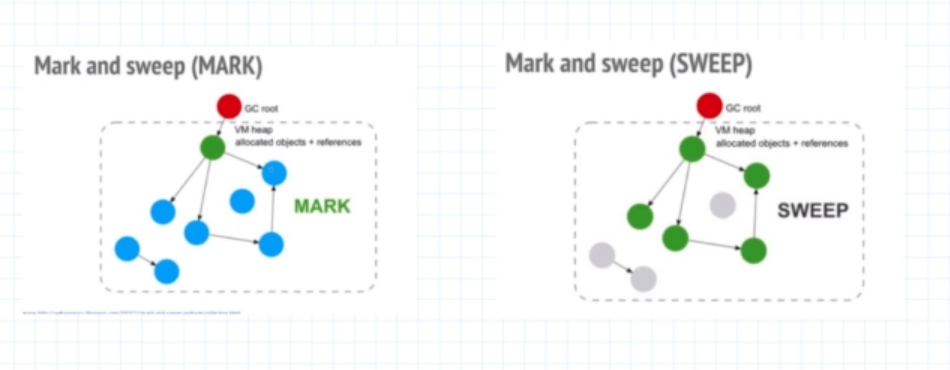 Mark and sweep (MARK)
GC root
VM heap
allocated objects + references
MARK
Mark and sweep (SWEEP)
GC root
VM heap
allocated objects + references
SWEEP